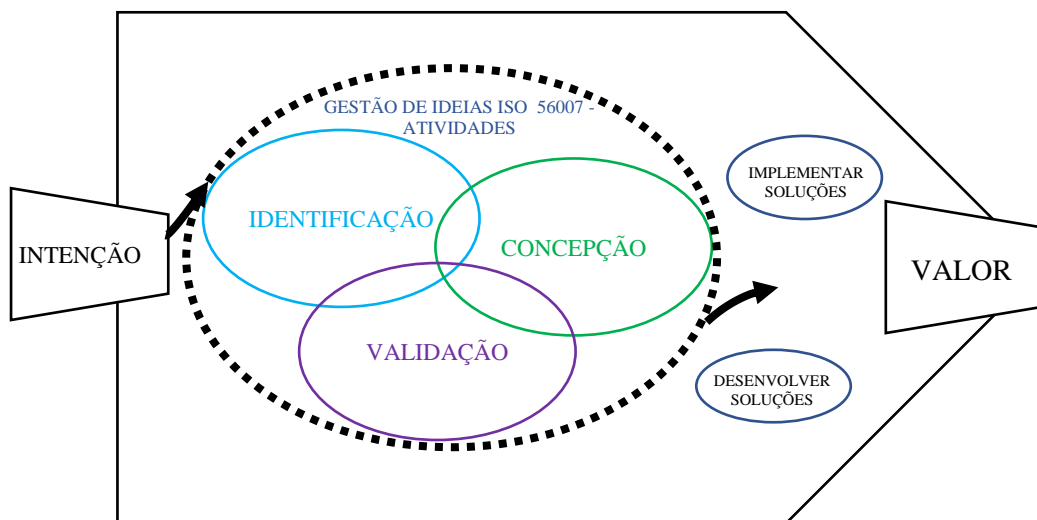 GESTÃO DE IDEIAS ISO 56007 -
ATIVIDADES
INTENÇÃO
IDENTIFICAÇÃO
CONCEPÇÃO
VALIDAÇÃO
IMPLEMENTAR
SOLUÇÕES
DESENVOLVER
SOLUÇÕES
VALOR